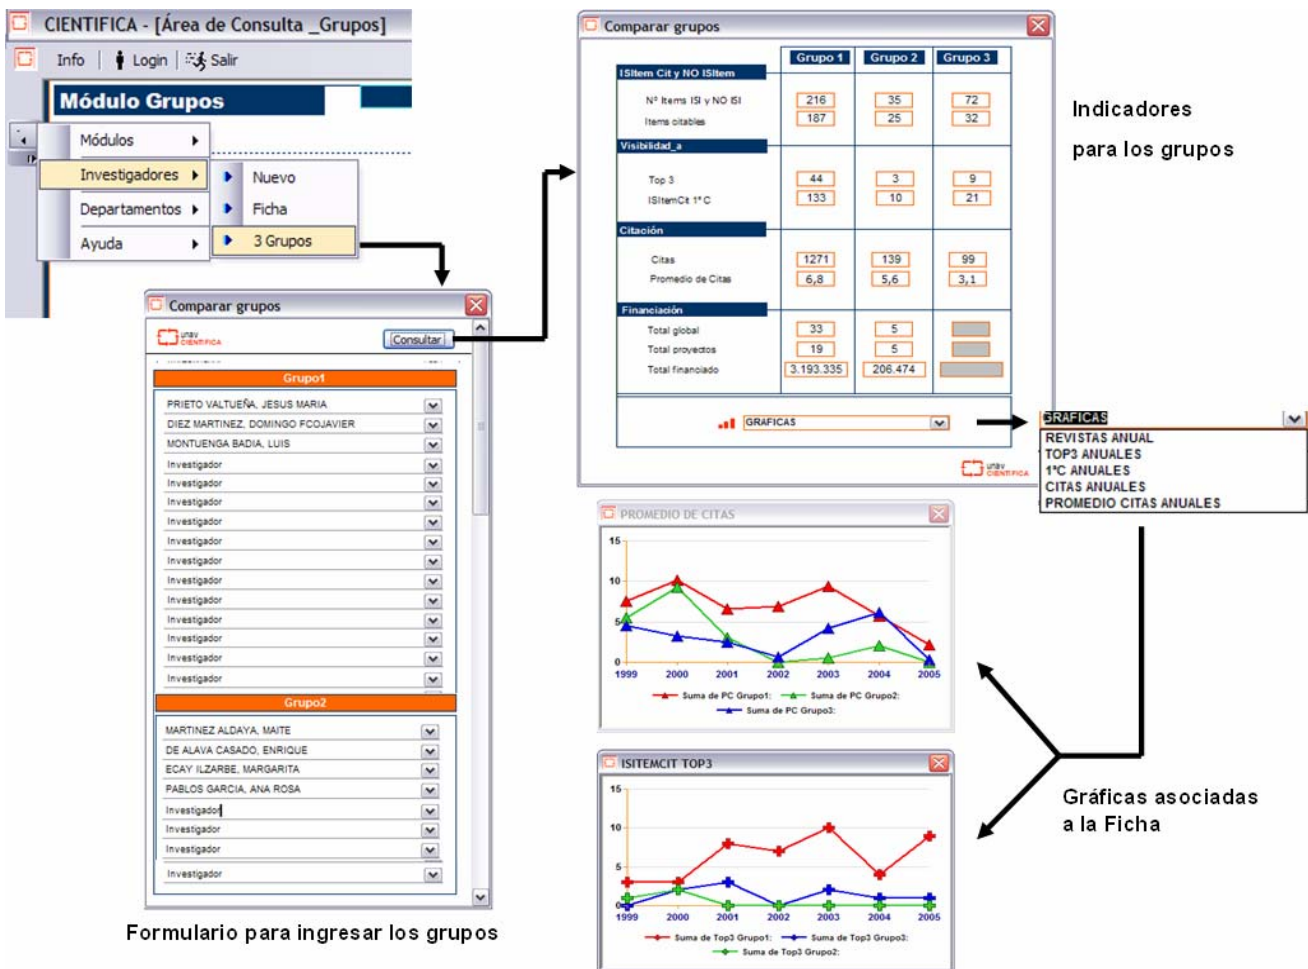 CIENTIFICA - [Área de Consulta _Grupos]
Info Login Salir
Módulo Grupos
Módulos
Investigadores
Departamentos
Ayuda
Nuevo
Ficha
3 Grupos
Comparar grupos
unav
CIENTIFICA
Consultar
Grupo1
PRIETO VALTUEÑA, JESUS MARIA
DIEZ MARTINEZ, DOMINGO FCOJAVIER
MONTUENGA BADIA, LUIS
Investigador
Investigador
Investigador
Investigador
Investigador
Investigador
Investigador
Investigador
Investigador
Investigador
Investigador
Investigador
Grupo2
MARTINEZ ALDAYA, MAITE
DE ALAVA CASADO, ENRIQUE
ECAY ILZARBE, MARGARITA
PABLOS GARCIA, ANA ROSA
Investigador
Investigador
Investigador
Investigador
Formulario para ingresar los grupos
Comparar grupos
Grupo 1 Grupo 2 Grupo 3
ISItem Cit y NO ISItem
Nº Items ISI y NO ISI 216 35 72
Items citables 187 25 32
Visibilidad_a
Top 3 44 3 9
ISItemCit 1º C 133 10 21
Citación
Citas 1271 139 99
Promedio de Citas 6,8 5,6 3,1
Financiación
Total global 33 5
Total proyectos 19 5
Total financiado 3.193.335 206.474
GRAFICAS
unav
CIENTIFICA
Indicadores
para los grupos
GRAFICAS
REVISTAS ANUAL
TOP3 ANUALES
1ºC ANUALES
CITAS ANUALES
PROMEDIO CITAS ANUALES
PROMEDIO DE CITAS
15
10
5
0
1999 2000 2001 2002 2003 2004 2005
Suma de PC Grupo1: Suma de PC Grupo2:
Suma de PC Grupo3:
ISITEMCIT TOP3
15
10
5
0
1999 2000 2001 2002 2003 2004 2005
Suma de Top3 Grupo1: Suma de Top3 Grupo3:
Suma de Top3 Grupo2:
Gráficas asociadas
a la Ficha